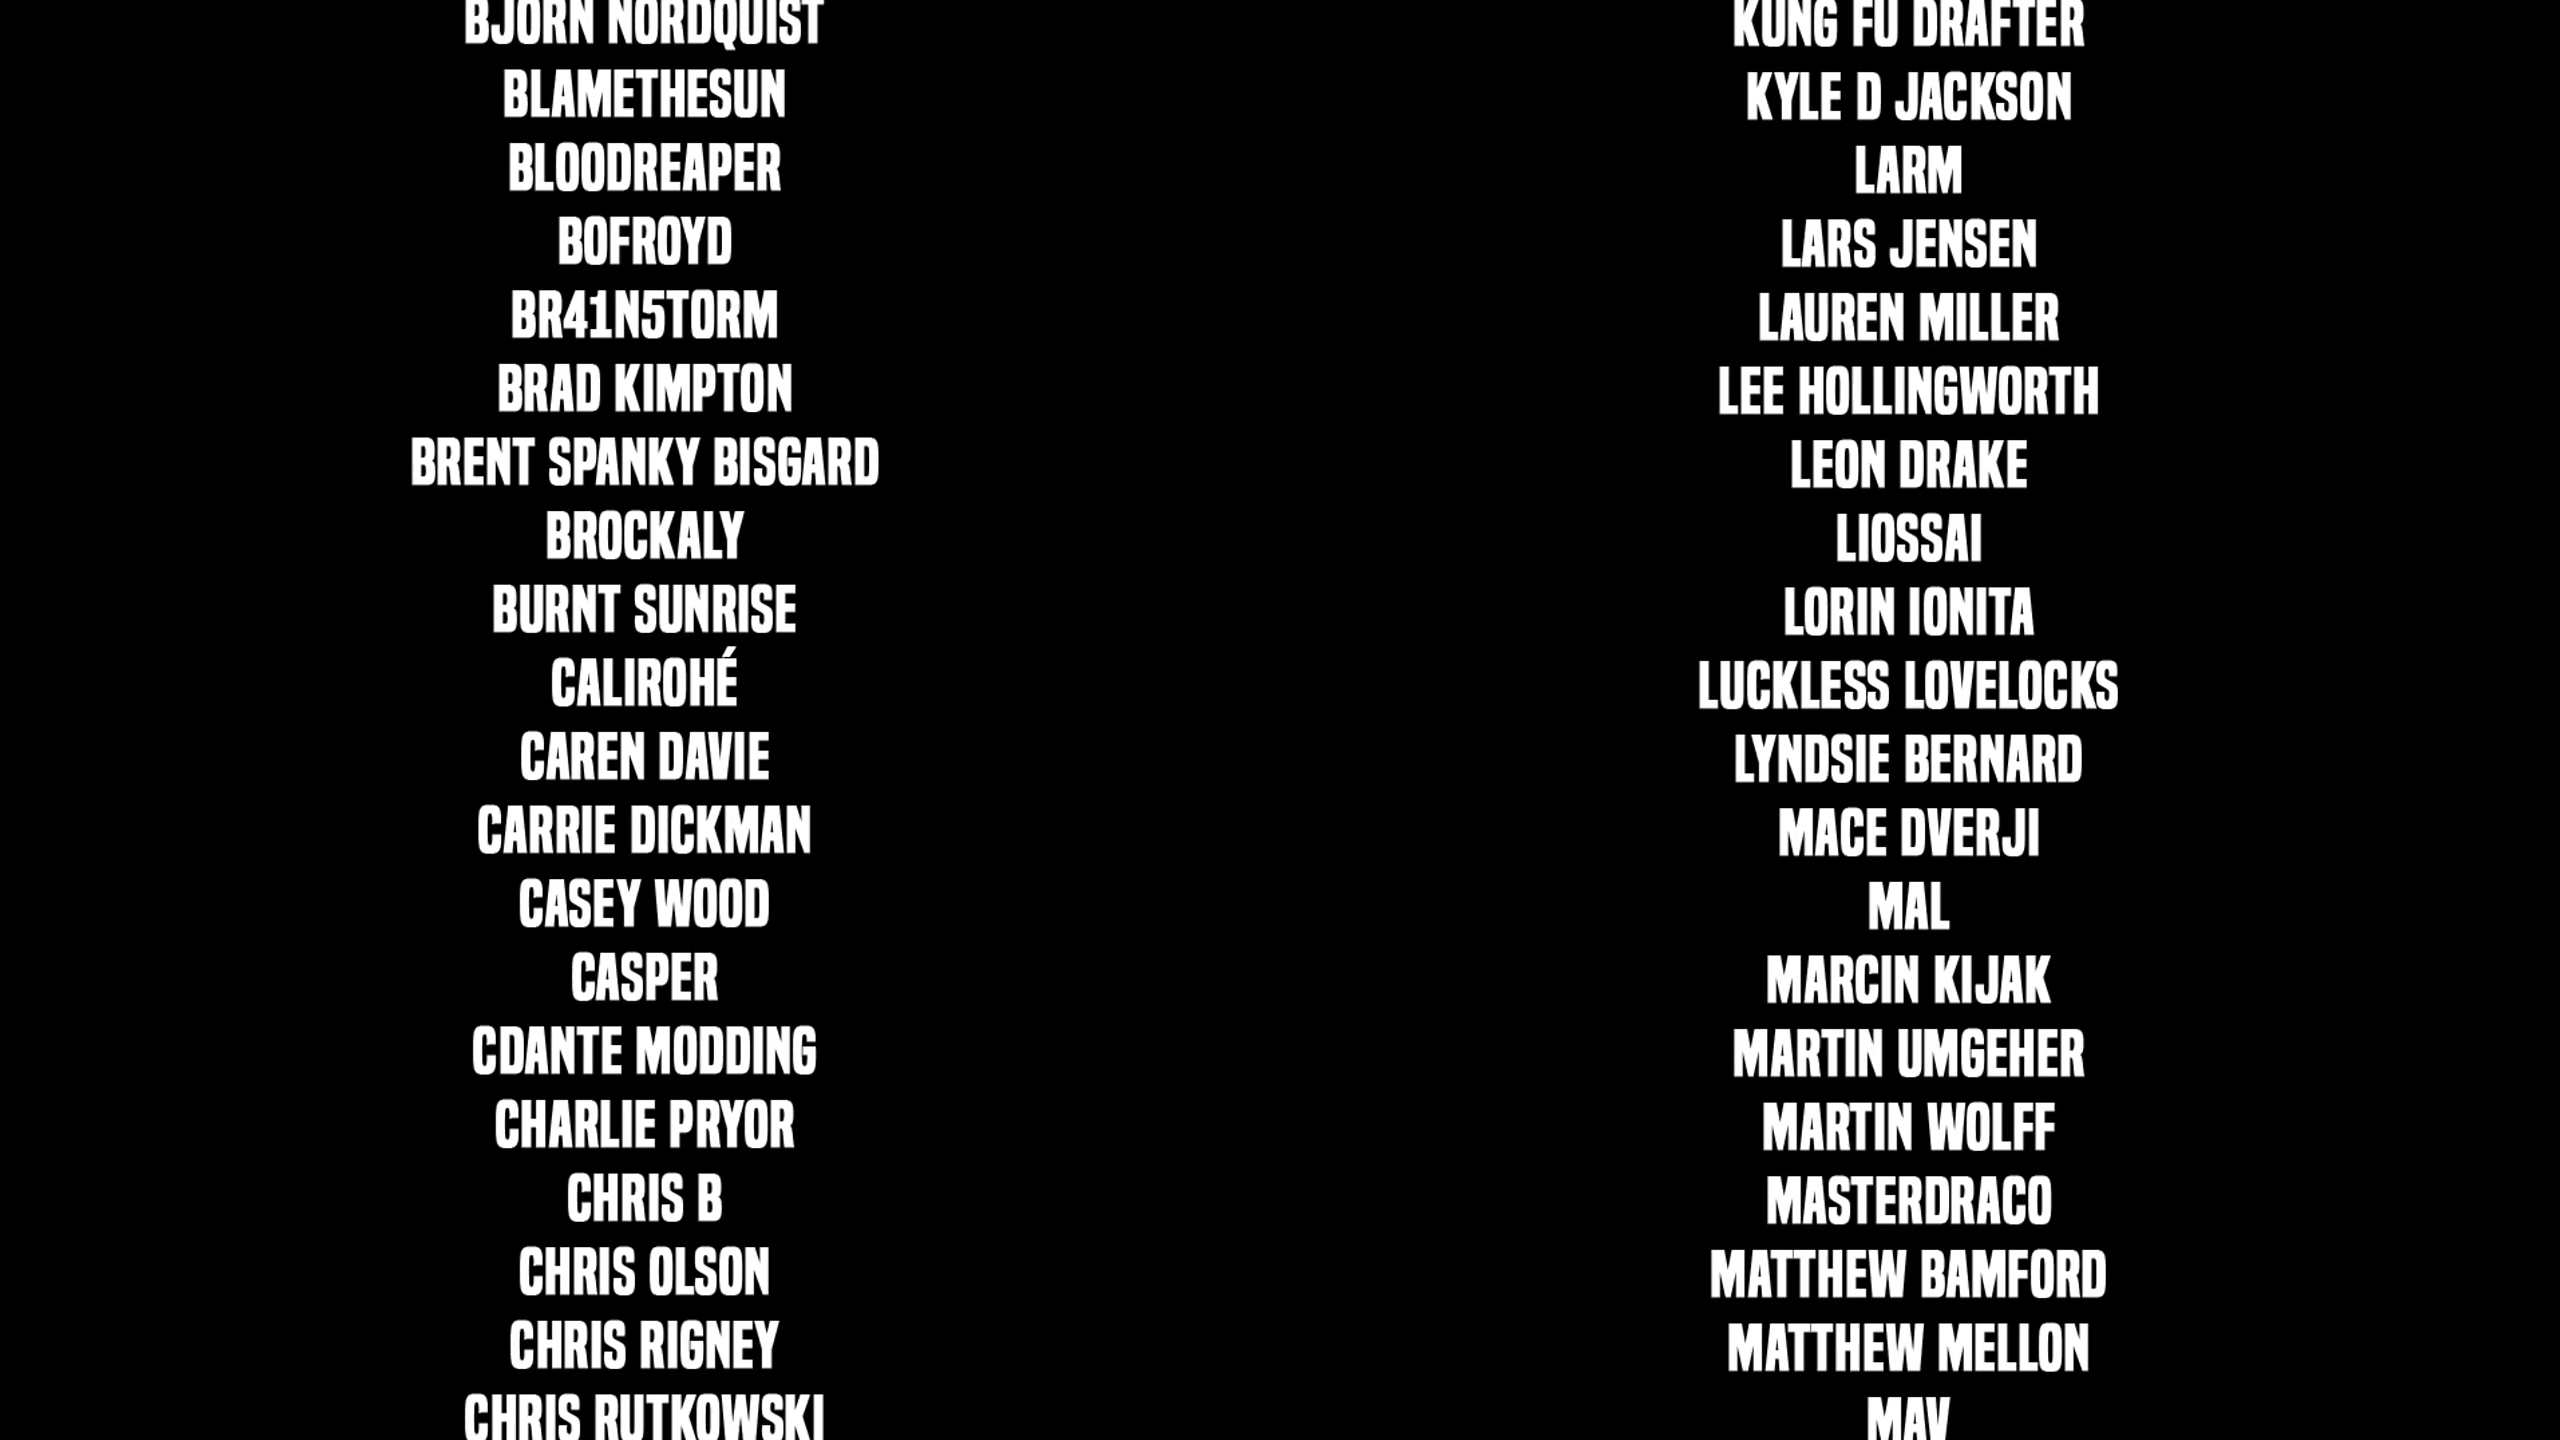 BJORN NORDQUIST
BLAMETHESUN
BLOODREAPER
BOFROYD
BR41N5TORM
BRAD KIMPTON
BRENT SPANKY BISGARD
BROCKALY
BURNT SUNRISE
CALIROHÉ
CAREN DAVIE
CARRIE DICKMAN
CASEY WOOD
CASPER
CDANTE MODDING
CHARLIE PRYOR
CHRIS B
CHRIS OLSON
CHRIS RIGNEY
CHRIS RUTKOWSKI
KUNG FU DRAFTER
KYLE D JACKSON
LARM
LARS JENSEN
LAUREN MILLER
LEE HOLLINGWORTH
LEON DRAKE
LIOSSAI
LORIN IONITA
LUCKLESS LOVELOCKS
LYNDSIE BERNARD
MACE DVERJI
MAL
MARCIN KIJAK
MARTIN UMGEHER
MARTIN WOLFF
MASTERDRACO
MATTHEW BAMFORD
MATTHEW MELLON
MAV